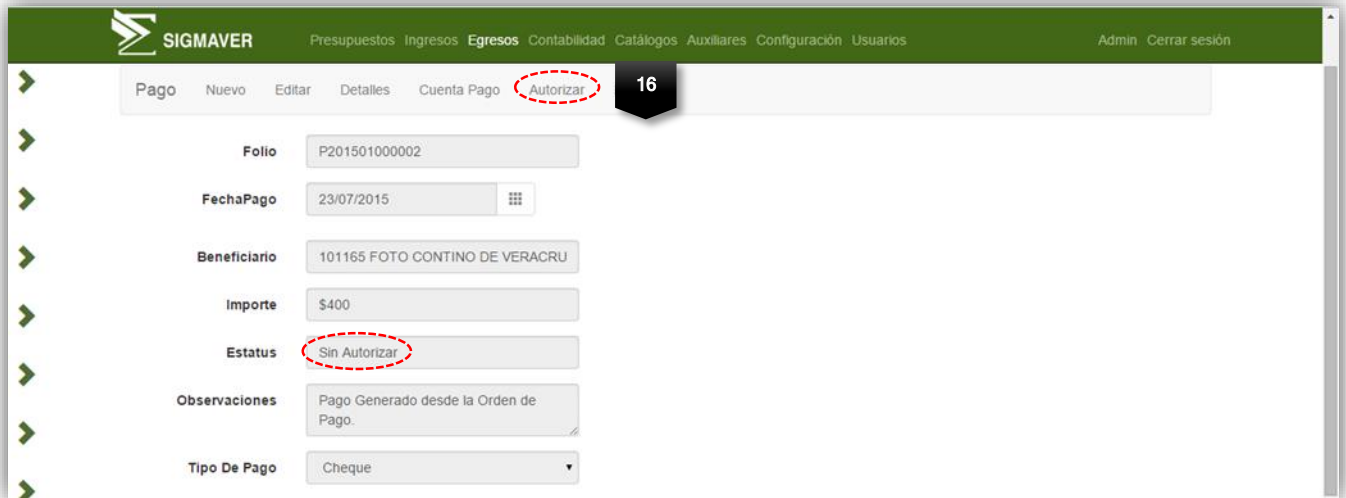 SIGMAVER Presupuestos Ingresos Egresos Contabilidad Catálogos Auxiliares Configuración Usuarios Admin Cerrar sesión
Pago Nuevo Editar Detalles Cuenta Pago Autorizar 16
Folio P201501000002
FechaPago 23/07/2015
Beneficiario 101165 FOTO CONTINO DE VERACRU
Importe $400
Estatus Sin Autorizar
Observaciones Pago Generado desde la Orden de
Pago.
Tipo De Pago Cheque